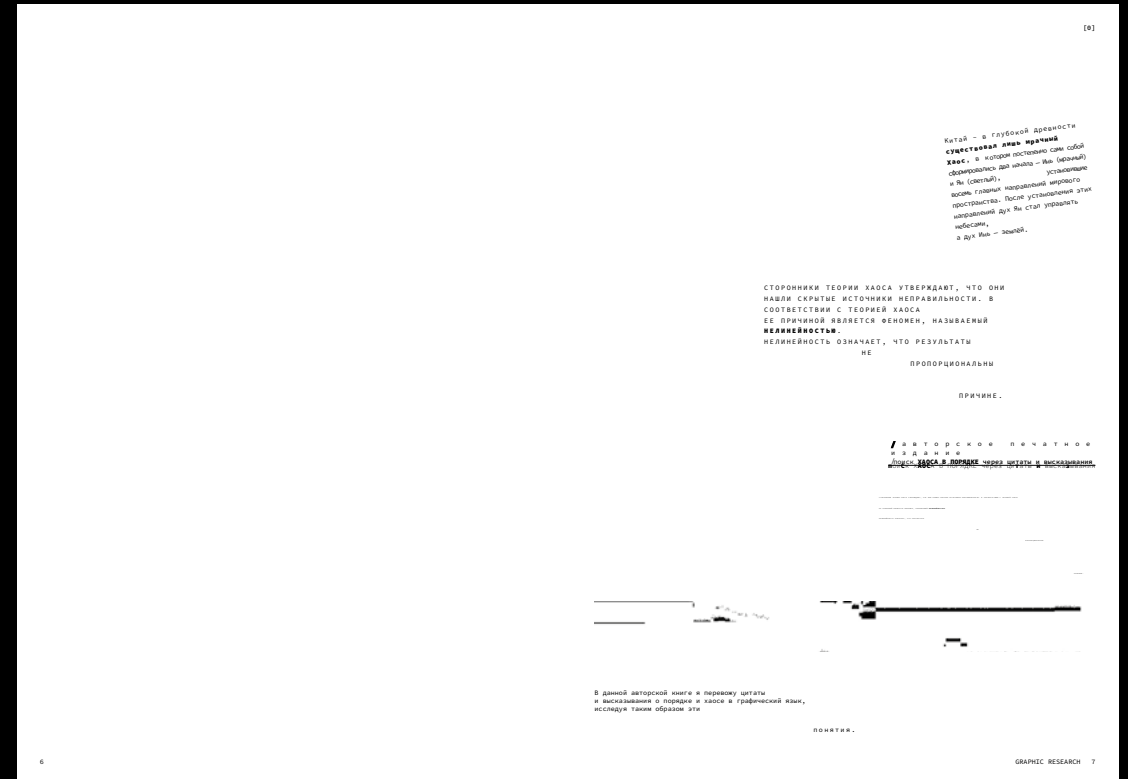 [0]
Китай – в глубокой древности
существовал лишь мрачный
Хаос, в котором постепенно сами собой
сформировались два начала — Инь (мрачный)
и Ян (светлый), установившие
восемь главных направлений мирового
пространства. После установления этих
направлений дух Ян стал управлять
небесами,
а дух Инь — землёй.
СТОРОННИКИ ТЕОРИИ ХАОСА УТВЕРЖДАЮТ, ЧТО ОНИ
НАШЛИ СКРЫТЫЕ ИСТОЧНИКИ НЕПРАВИЛЬНОСТИ. В
СООТВЕТСТВИИ С ТЕОРИЕЙ ХАОСА
ЕЕ ПРИЧИНОЙ ЯВЛЯЕТСЯ ФЕНОМЕН, НАЗЫВАЕМЫЙ
НЕЛИНЕЙНОСТЬЮ.
НЕЛИНЕЙНОСТЬ ОЗНАЧАЕТ, ЧТО РЕЗУЛЬТАТЫ
НЕ
ПРОПОРЦИОНАЛЬНЫ
ПРИЧИНЕ.
/ авторское печатное
издание
/поиск ХАОСА В ПОРЯДКЕ через цитаты и высказывания
В данной авторской книге я перевожу цитаты
и высказывания о порядке и хаосе в графический язык,
исследуя таким образом эти
понятия.
6
GRAPHIC RESEARCH 7